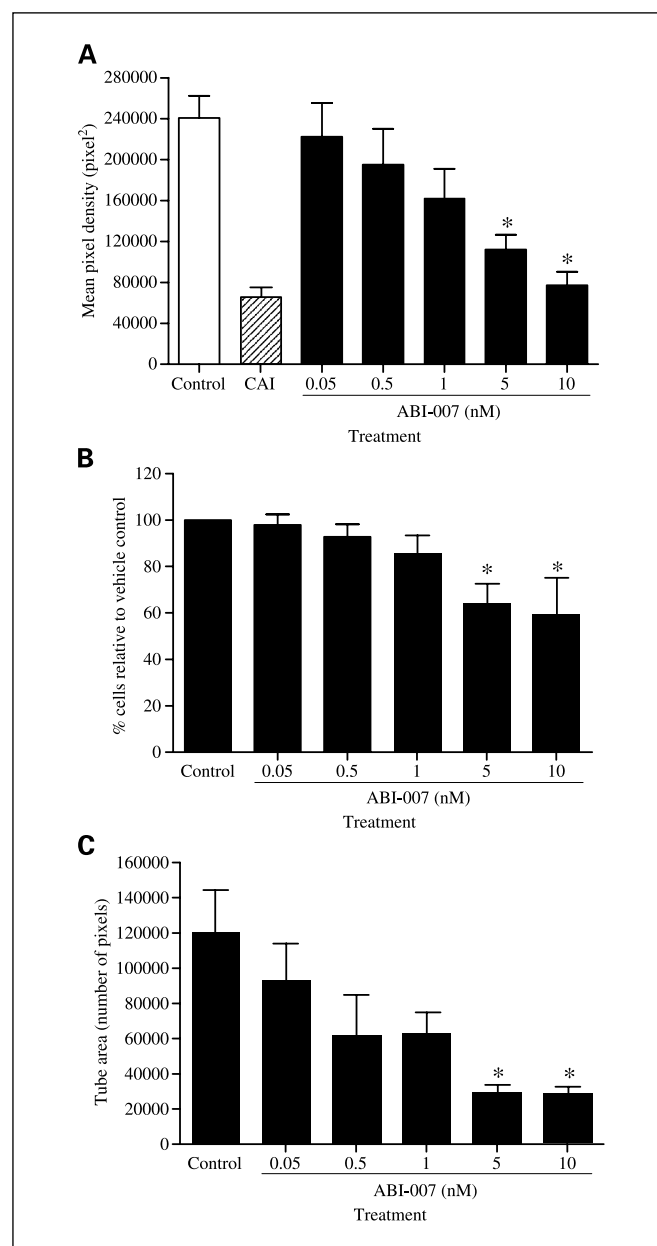 A
Mean pixel density (pixel²)
280000
240000
200000
160000
120000
80000
40000
0
* *
Control CAI 0.05 0.5 1 5 10
ABI-007 (nM)
Treatment
B
% cells relative to vehicle control
120
100
80
60
40
20
0
* *
Control 0.05 0.5 1 5 10
ABI-007 (nM)
Treatment
C
Tube area (number of pixels)
160000
140000
120000
100000
80000
60000
40000
20000
0
* *
Control 0.05 0.5 1 5 10
ABI-007 (nM)
Treatment